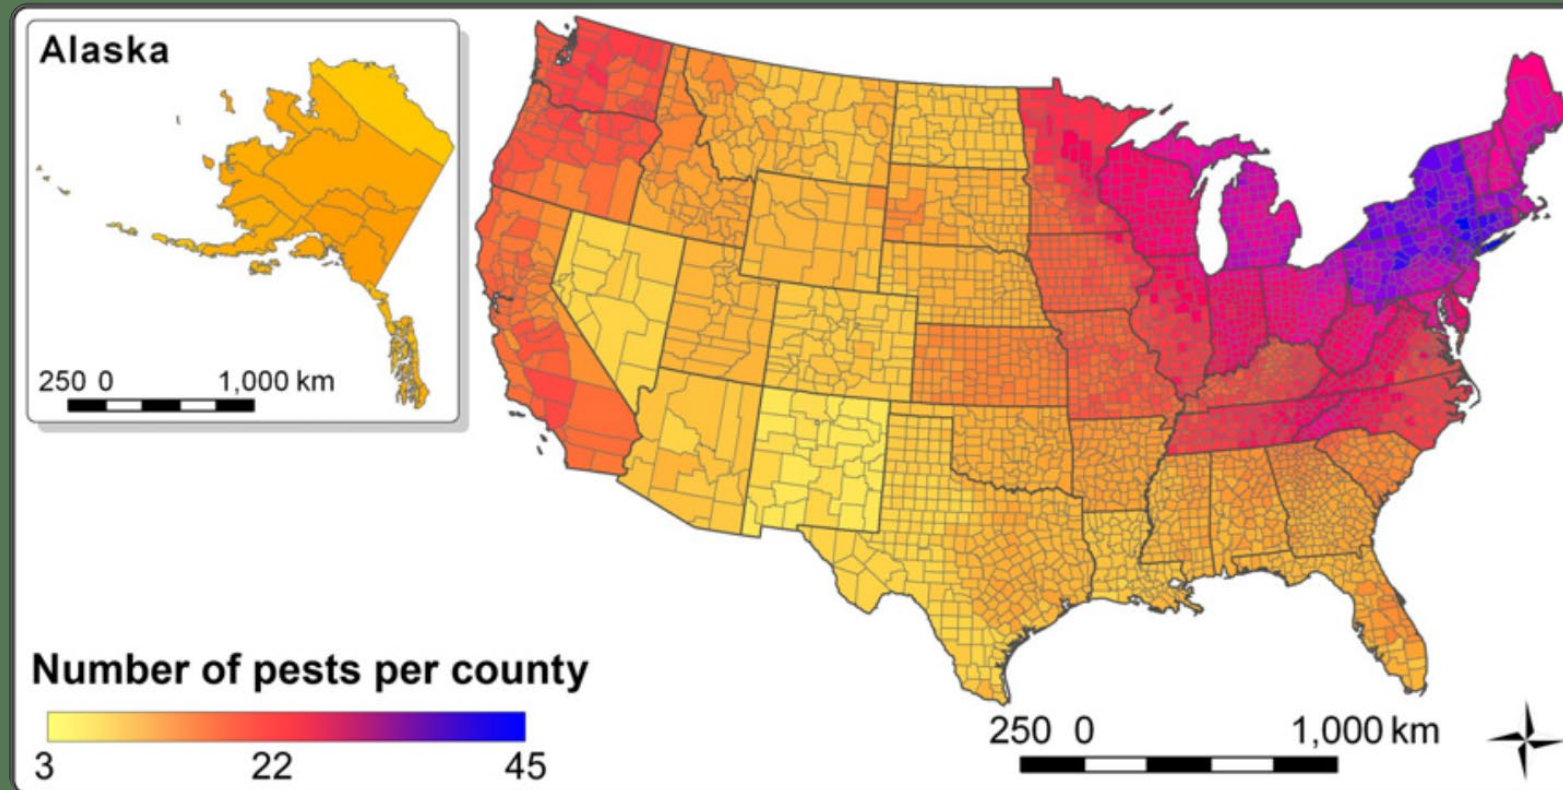 Alaska
250 0 1,000 km
Number of pests per county
3 22 45
250 0 1,000 km